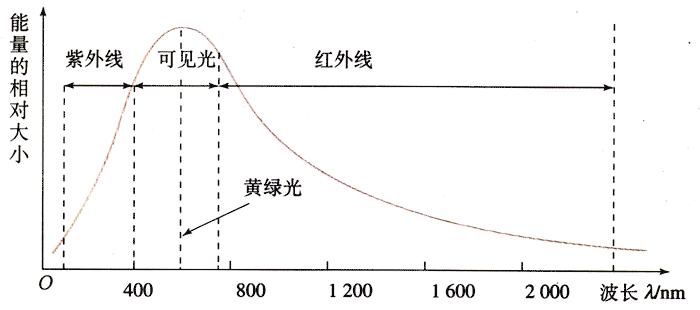 能量的相对大小
紫外线
可见光
红外线
黄绿光
O
400
800
1 200
1 600
2 000
波长 λ/nm